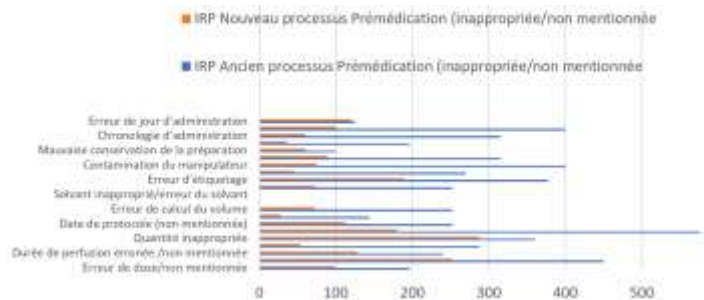 IRP Nouveau processus Prémédication (inappropriée/non mentionnée
IRP Ancien processus Prémédication (inappropriée/non mentionnée
Erreur de jour d'administration
Chronologie d'administration
Mauvaise conservation de la préparation
Contamination du manipulateur
Erreur d'étiquetage
Solvant inapproprié/erreur du solvant
Erreur de calcul du volume
Date de protocole (non mentionnée)
Quantité inappropriée
Durée de perfusion erronée /non mentionnée
Erreur de dose/non mentionnée
0 100 200 300 400 500